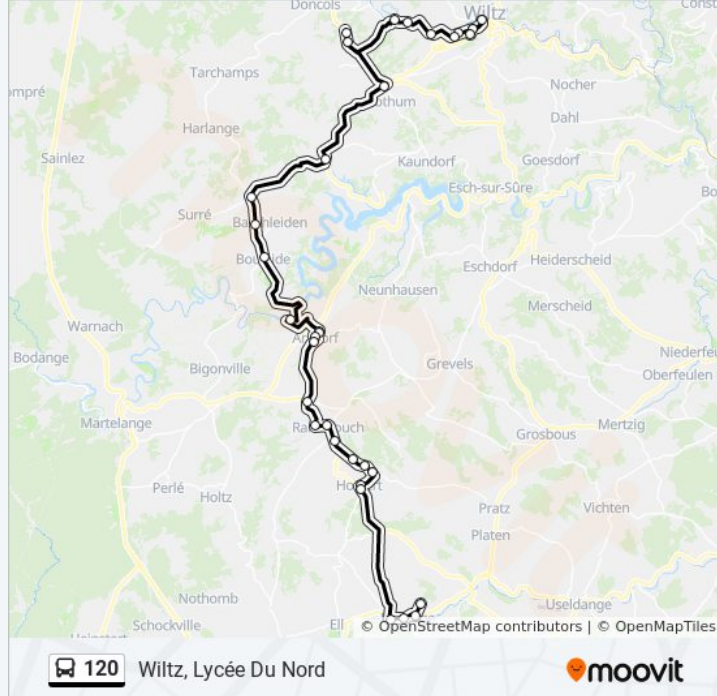 Doncols
Wiltz
Tarchamps
Nocher
Harlange
Dahl
Sainlez
Kaundorf
Goesdorf
Esch-sur-Sûre
Surré
Eschdorf
Heiderscheid
Neunhausen
Merscheid
Warnach
Bodange
Bigonville
Grevels
Oberfeulen
Martelange
Grosbous
Mertzig
Perlé
Holtz
Pratz
Vichten
Platen
Nothomb
Useldange
Schockville
Ell
© OpenStreetMap contributors | © OpenMapTiles
120 Wiltz, Lycée Du Nord
moovit